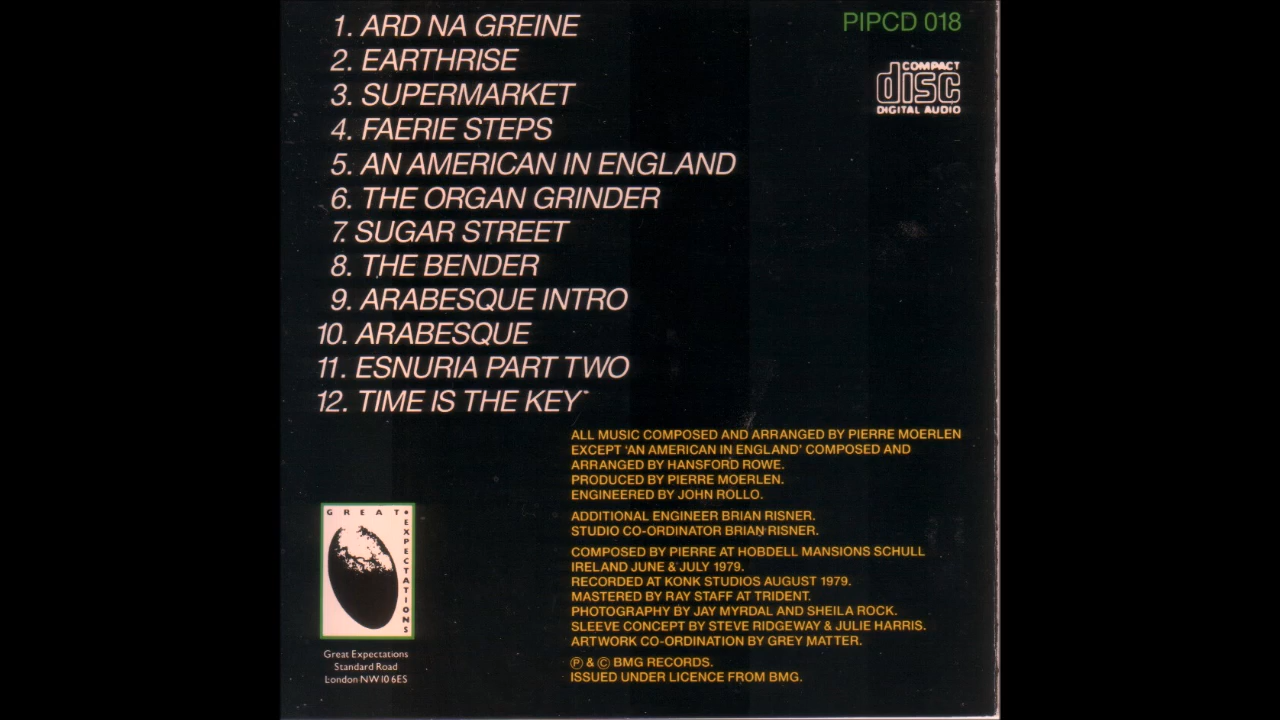 1. ARD NA GREINE
2. EARTHRISE
3. SUPERMARKET
4. FAERIE STEPS
5. AN AMERICAN IN ENGLAND
6. THE ORGAN GRINDER
7. SUGAR STREET
8. THE BENDER
9. ARABESQUE INTRO
10. ARABESQUE
11. ESNURIA PART TWO
12. TIME IS THE KEY*
PIPCD 018
COMPACT
disc
DIGITAL AUDIO
ALL MUSIC COMPOSED AND ARRANGED BY PIERRE MOERLEN
EXCEPT ‘AN AMERICAN IN ENGLAND’ COMPOSED AND
ARRANGED BY HANSFORD ROWE.
PRODUCED BY PIERRE MOERLEN.
ENGINEERED BY JOHN ROLLO.
ADDITIONAL ENGINEER BRIAN RISNER.
STUDIO CO-ORDINATOR BRIAN RISNER.
COMPOSED BY PIERRE AT HOBDELL MANSIONS SCHULL
IRELAND JUNE & JULY 1979.
RECORDED AT KONK STUDIOS AUGUST 1979.
MASTERED BY RAY STAFF AT TRIDENT.
PHOTOGRAPHY BY JAY MYRDAL AND SHEILA ROCK.
SLEEVE CONCEPT BY STEVE RIDGEWAY & JULIE HARRIS.
ARTWORK CO-ORDINATION BY GREY MATTER.
Ⓟ & © BMG RECORDS.
ISSUED UNDER LICENCE FROM BMG.
GREAT•EXPECTATIONS
Great Expectations
Standard Road
London NW10 6ES